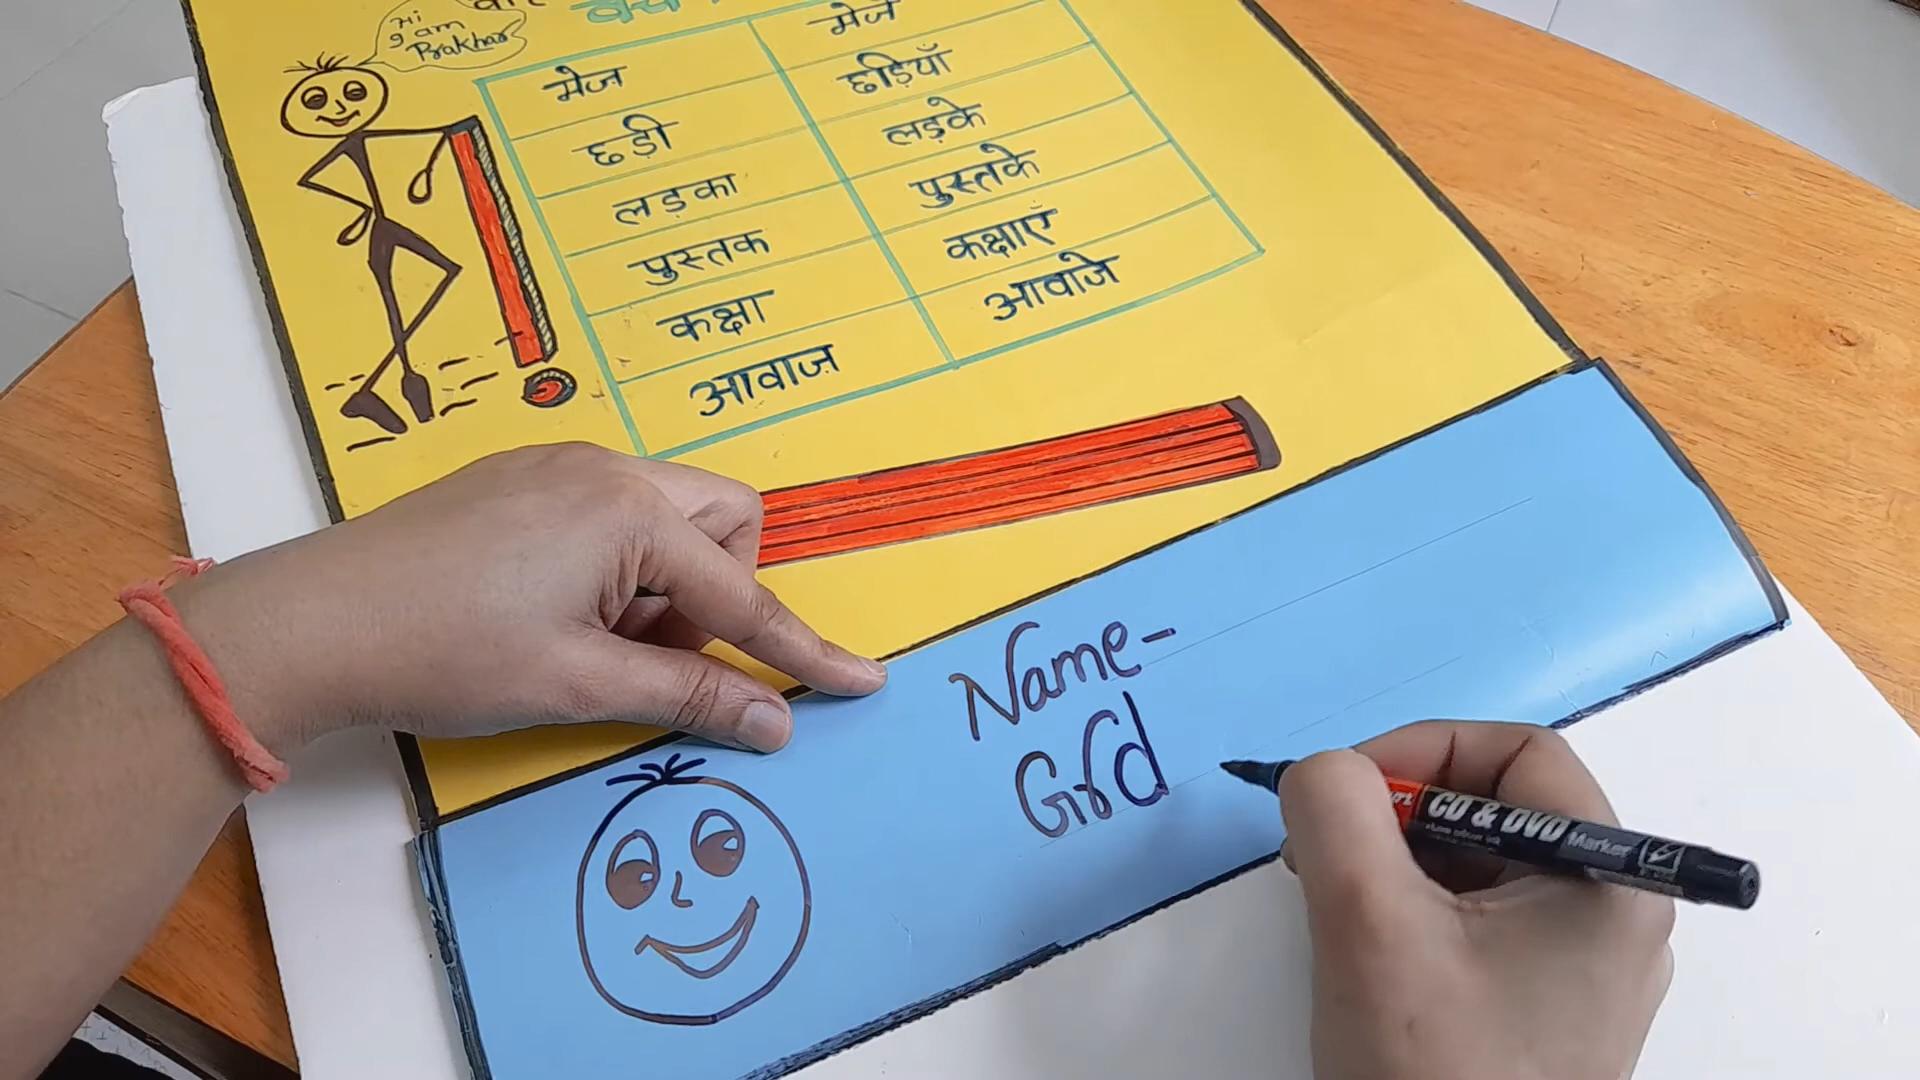 Hi
I am
Prakhar
मेज़
मेजें
छड़ी
छड़ियाँ
लड़का
लड़के
पुस्तक
पुस्तके
कक्षा
कक्षाएँ
आवाज़
आवाजे
Name-
Grd
CD & DVD Marker